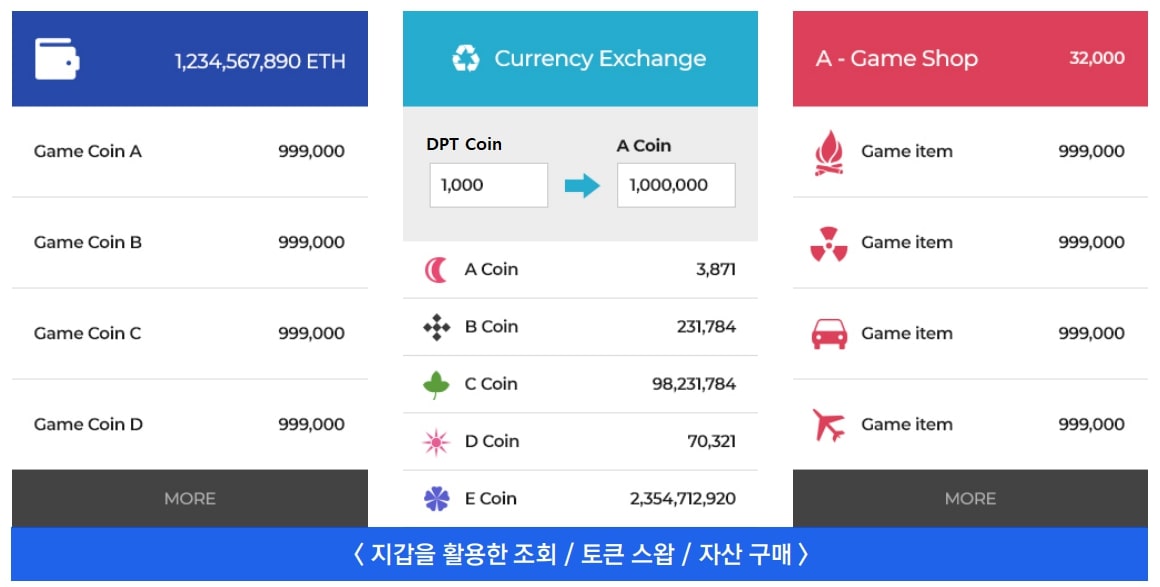 1,234,567,890 ETH
Game Coin A 999,000
Game Coin B 999,000
Game Coin C 999,000
Game Coin D 999,000
MORE
Currency Exchange
DPT Coin A Coin
1,000 1,000,000
A Coin 3,871
B Coin 231,784
C Coin 98,231,784
D Coin 70,321
E Coin 2,354,712,920
A - Game Shop 32,000
Game item 999,000
Game item 999,000
Game item 999,000
Game item 999,000
MORE
〈 지갑을 활용한 조회 / 토큰 스왑 / 자산 구매 〉